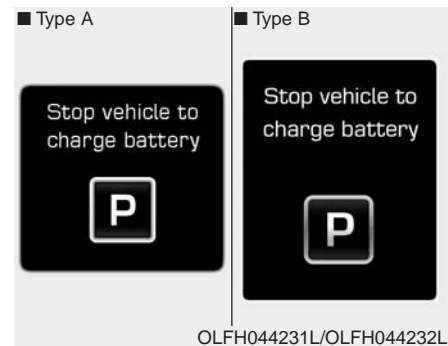 ■ Type A
Stop vehicle to
charge battery
P
■ Type B
Stop vehicle to
charge battery
P
OLFH044231L/OLFH044232L